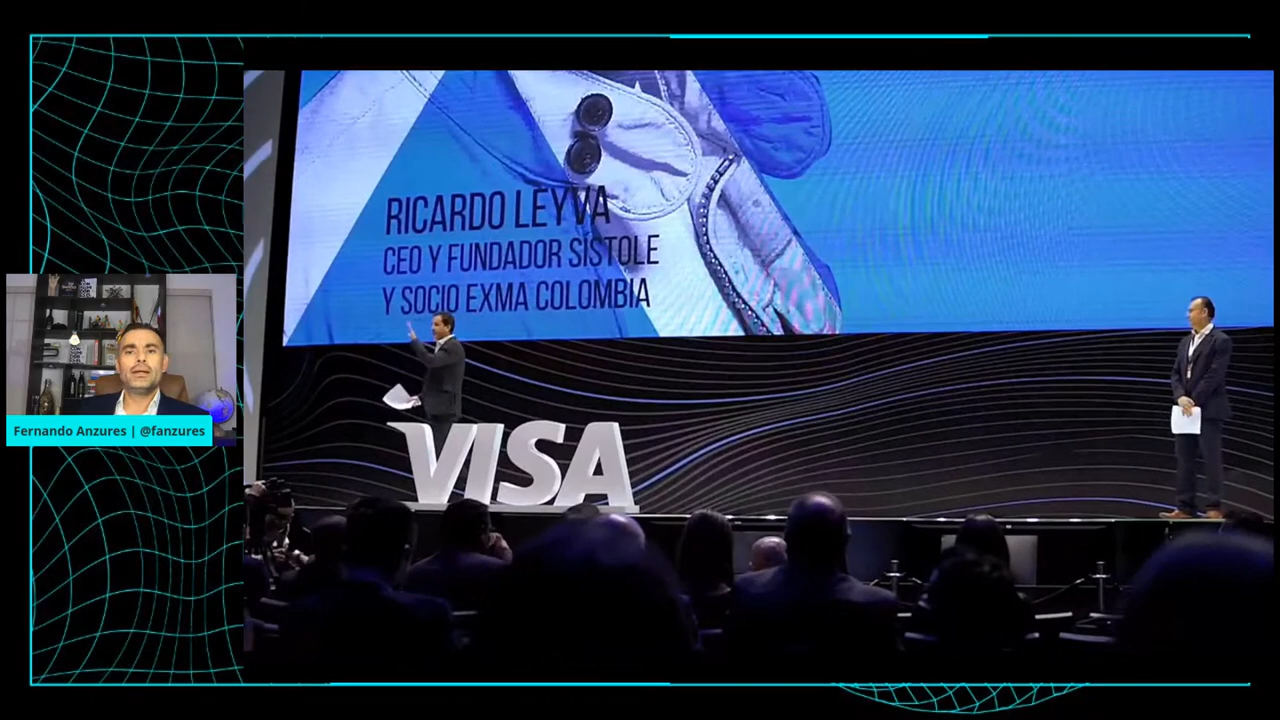 RICARDO LEYVA
CEO Y FUNDADOR SÍSTOLE
Y SOCIO EXMA COLOMBIA
Fernando Anzures | @fanzures
VISA